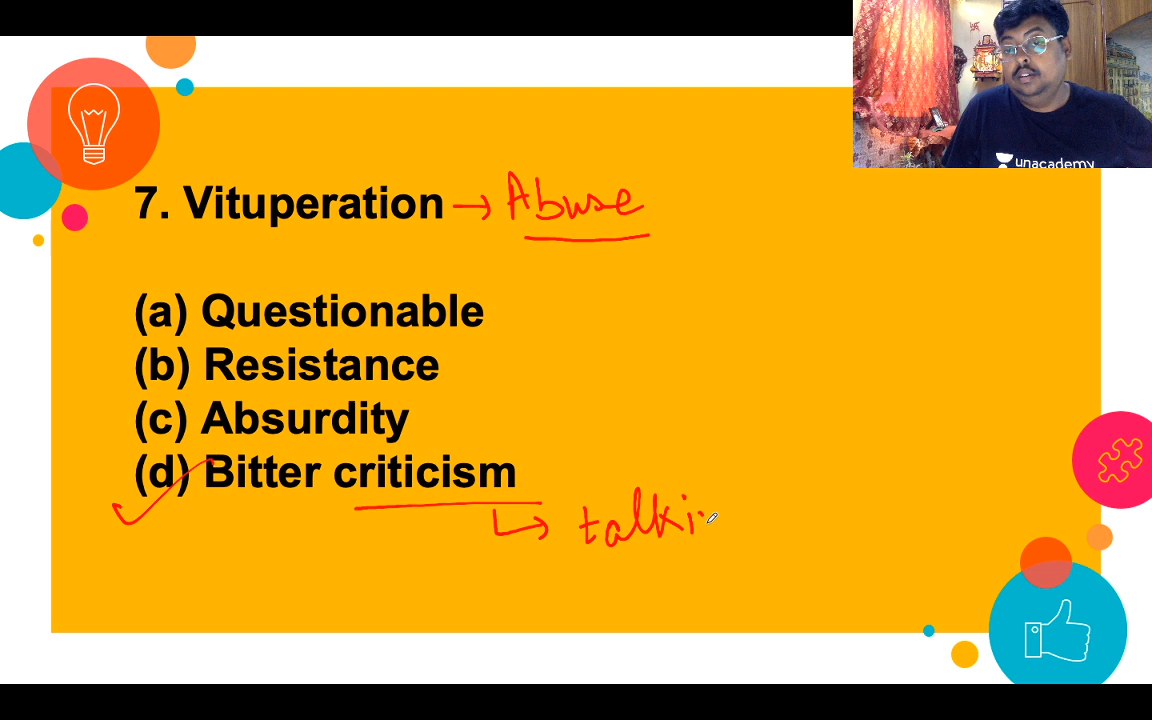 unacademy
7. Vituperation → Abuse
(a) Questionable
(b) Resistance
(c) Absurdity
(d) Bitter criticism
talki